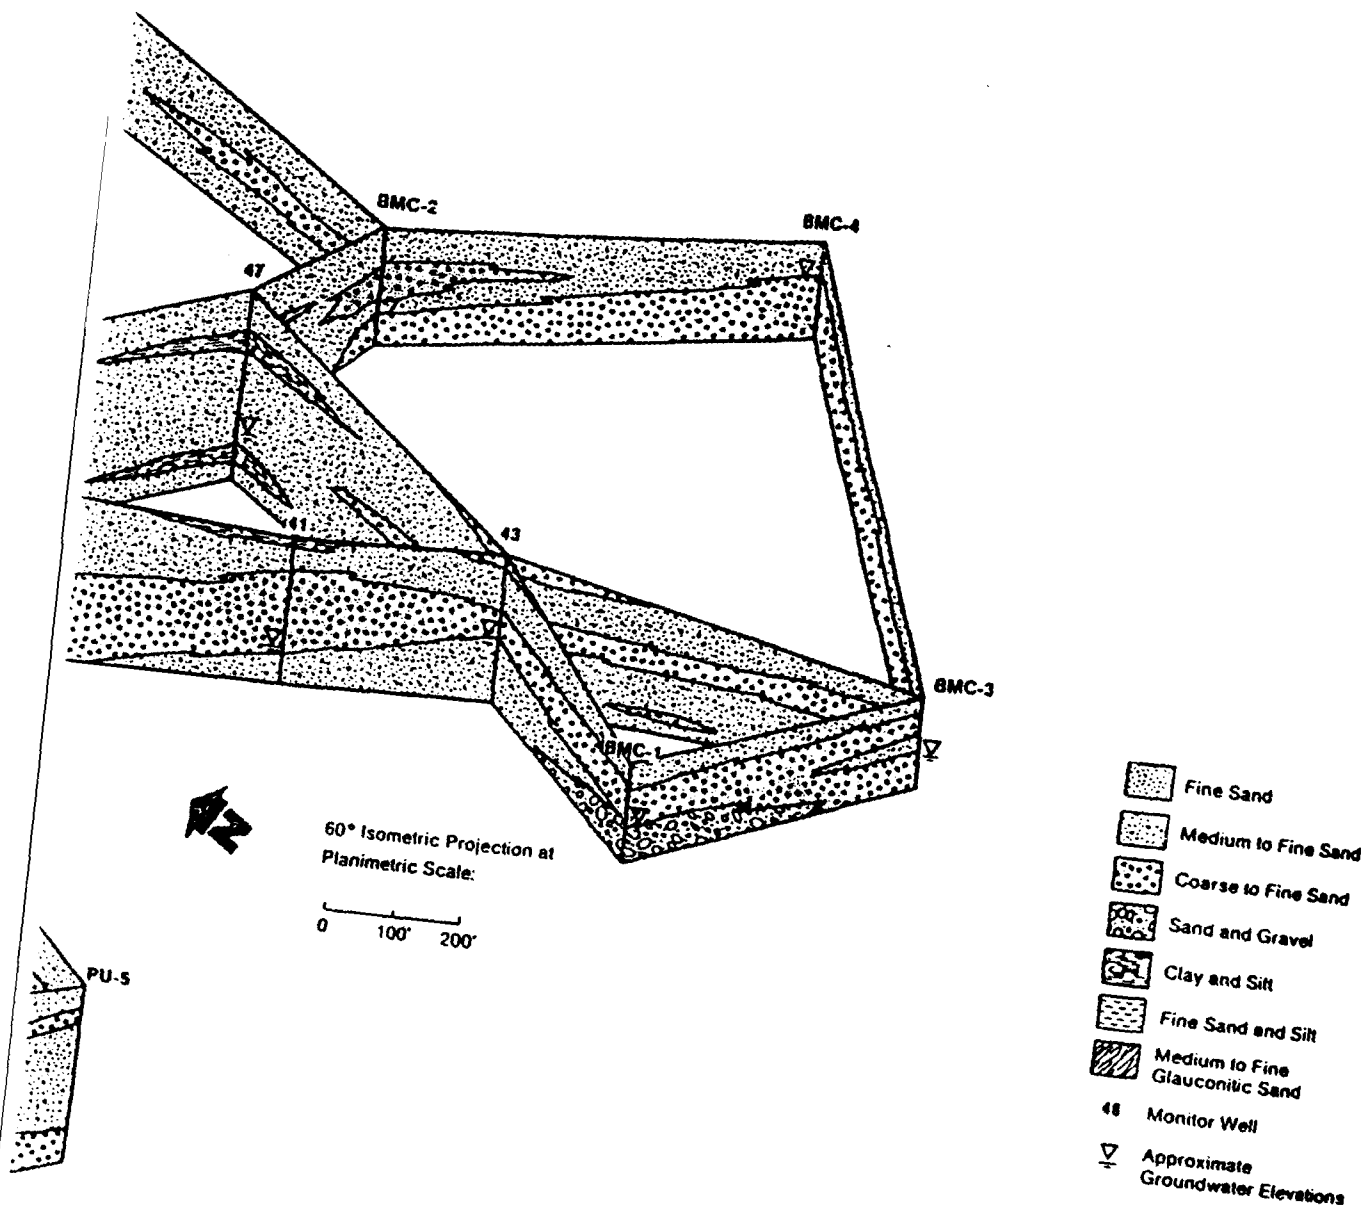 BMC-2
BMC-4
47
41
43
BMC-3
BMC-1
N
60° Isometric Projection at
Planimetric Scale:
0 100' 200'
PU-5
Fine Sand
Medium to Fine Sand
Coarse to Fine Sand
Sand and Gravel
Clay and Silt
Fine Sand and Silt
Medium to Fine
Glauconitic Sand
48 Monitor Well
Approximate
Groundwater Elevations